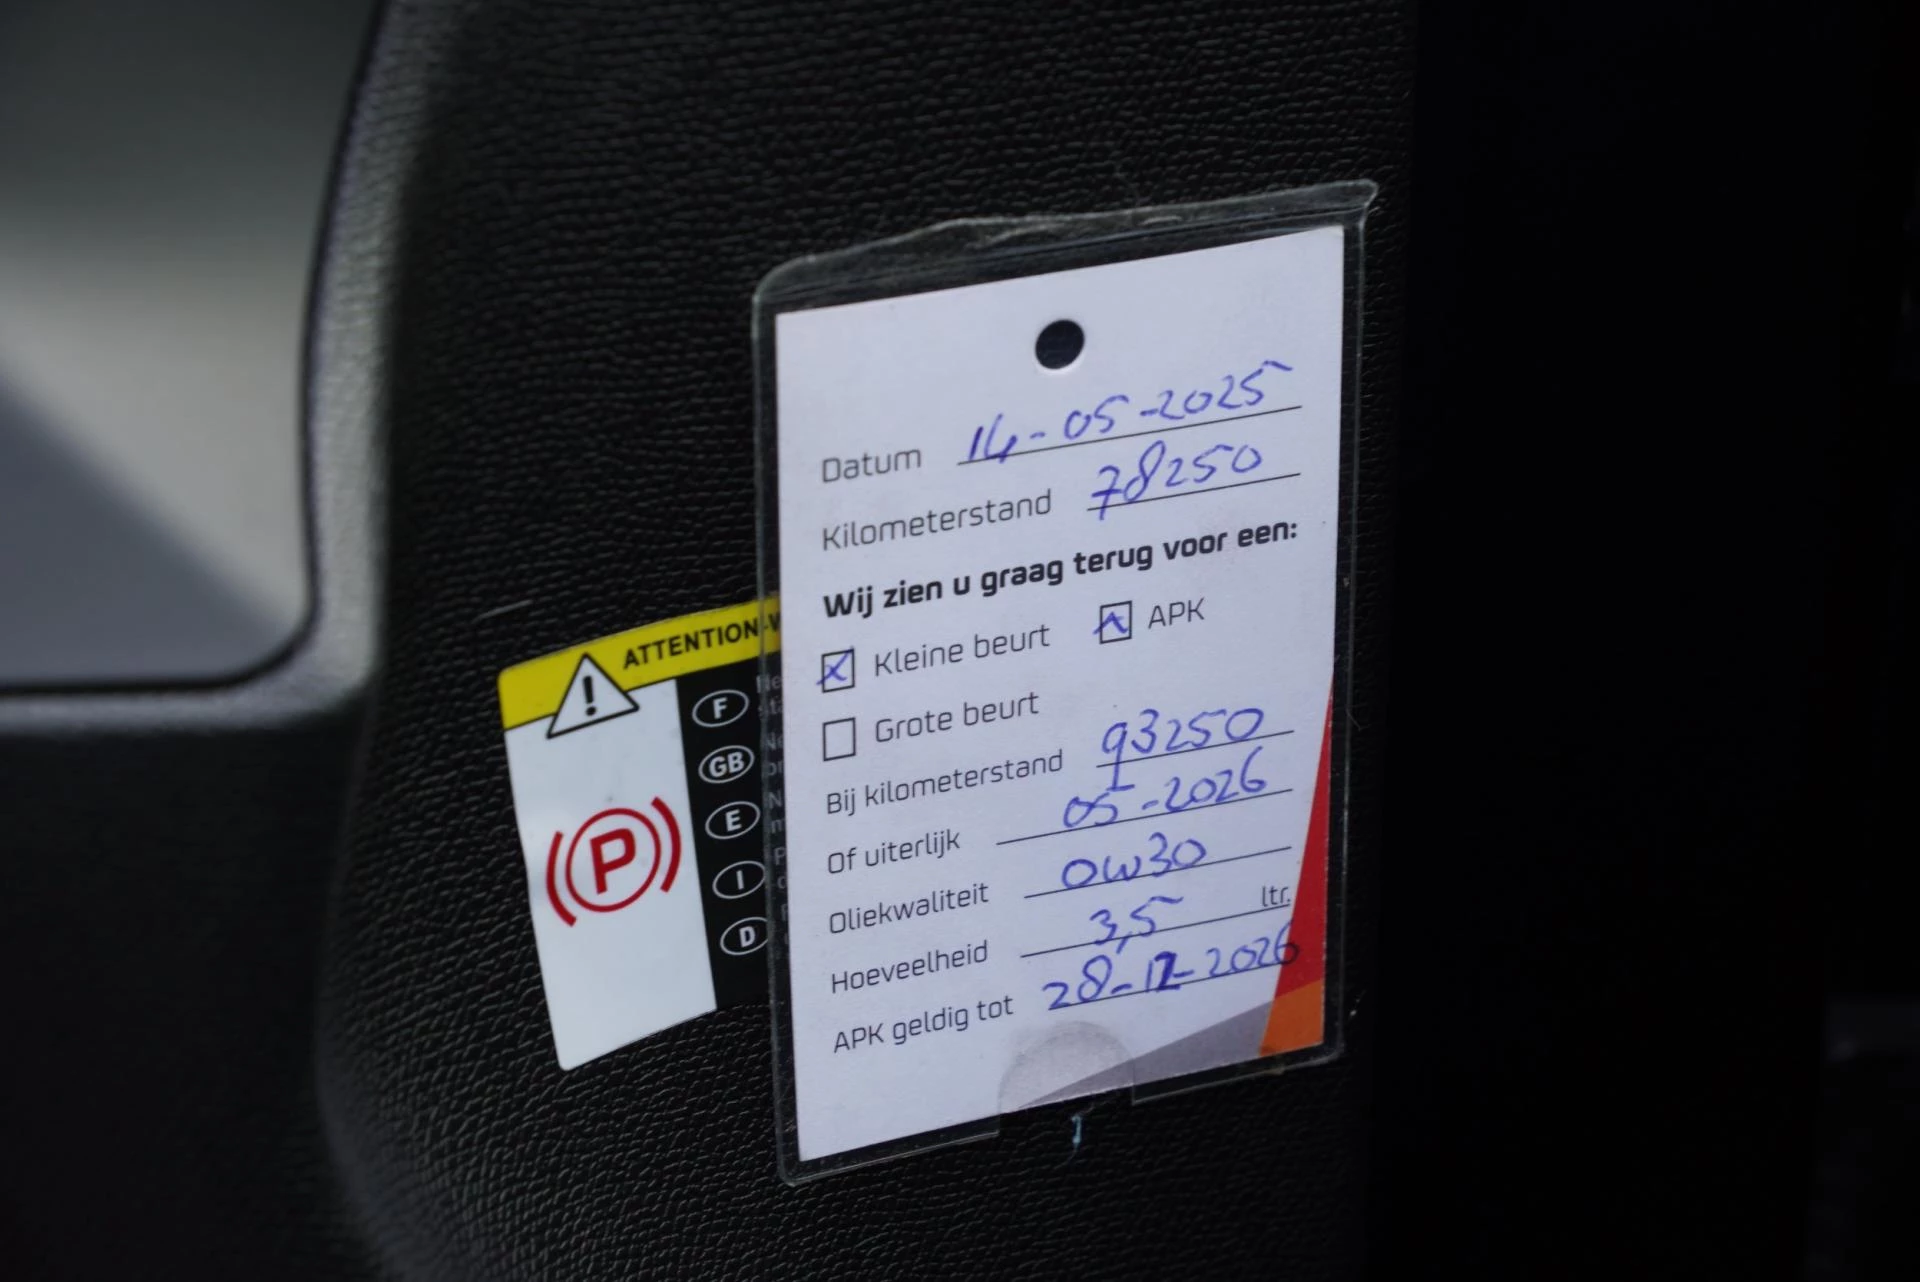 Datum 14-05-2025
Kilometerstand 78250
Wij zien u graag terug voor een:
Kleine beurt APK
Grote beurt
Bij kilometerstand 93250
Of uiterlijk 05-2026
Oliekwaliteit 0W30
Hoeveelheid 3,5 ltr.
APK geldig tot 28-12-2026
ATTENTION
!
F
GB
E
I
D
P